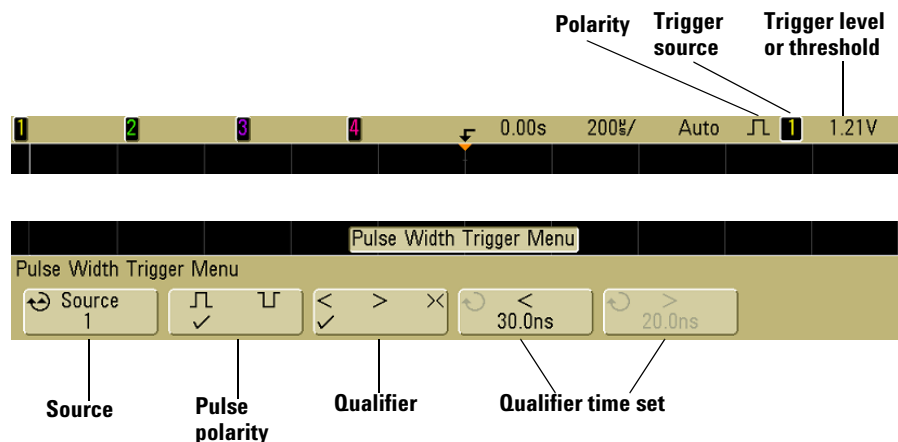 Polarity
Trigger source
Trigger level or threshold
1 2 3 4 0.00s 200㎱/ Auto 1 1.21V
Pulse Width Trigger Menu
Pulse Width Trigger Menu
Source < > >< < >
1 30.0ns 20.0ns
Source
Pulse polarity
Qualifier
Qualifier time set